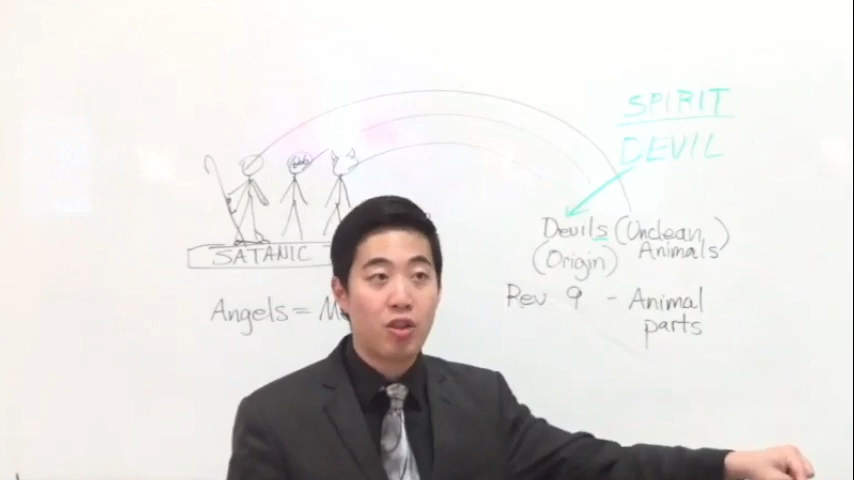 SPIRIT
DEVIL
Devils (Unclean Animals)
(Origin)
SATANIC
Angels =
Rev 9 - Animal
parts